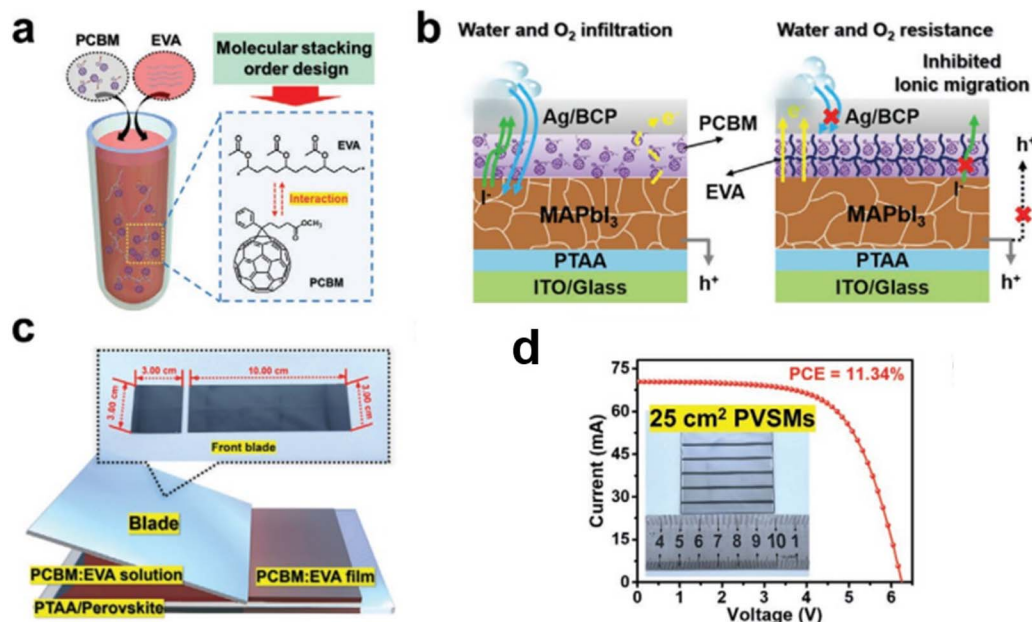 a
PCBM
EVA
Molecular stacking
order design
EVA
Interaction
OCH₃
O
PCBM
b
Water and O₂ infiltration
Water and O₂ resistance
Inhibited
Ionic migration
Ag/BCP
e⁻
PCBM
EVA
I⁻
MAPbI₃
PTAA
ITO/Glass
h⁺
e⁻
Ag/BCP
I⁻
MAPbI₃
PTAA
ITO/Glass
h⁺
h⁺
c
3.00 cm
10.00 cm
3.00 cm
3.00 cm
Front blade
Blade
PCBM:EVA solution
PCBM:EVA film
PTAA/Perovskite
d
PCE = 11.34%
25 cm² PVSMs
Current (mA)
75
60
45
30
15
0
4 5 6 7 8 9 10 1
0 1 2 3 4 5 6
Voltage (V)